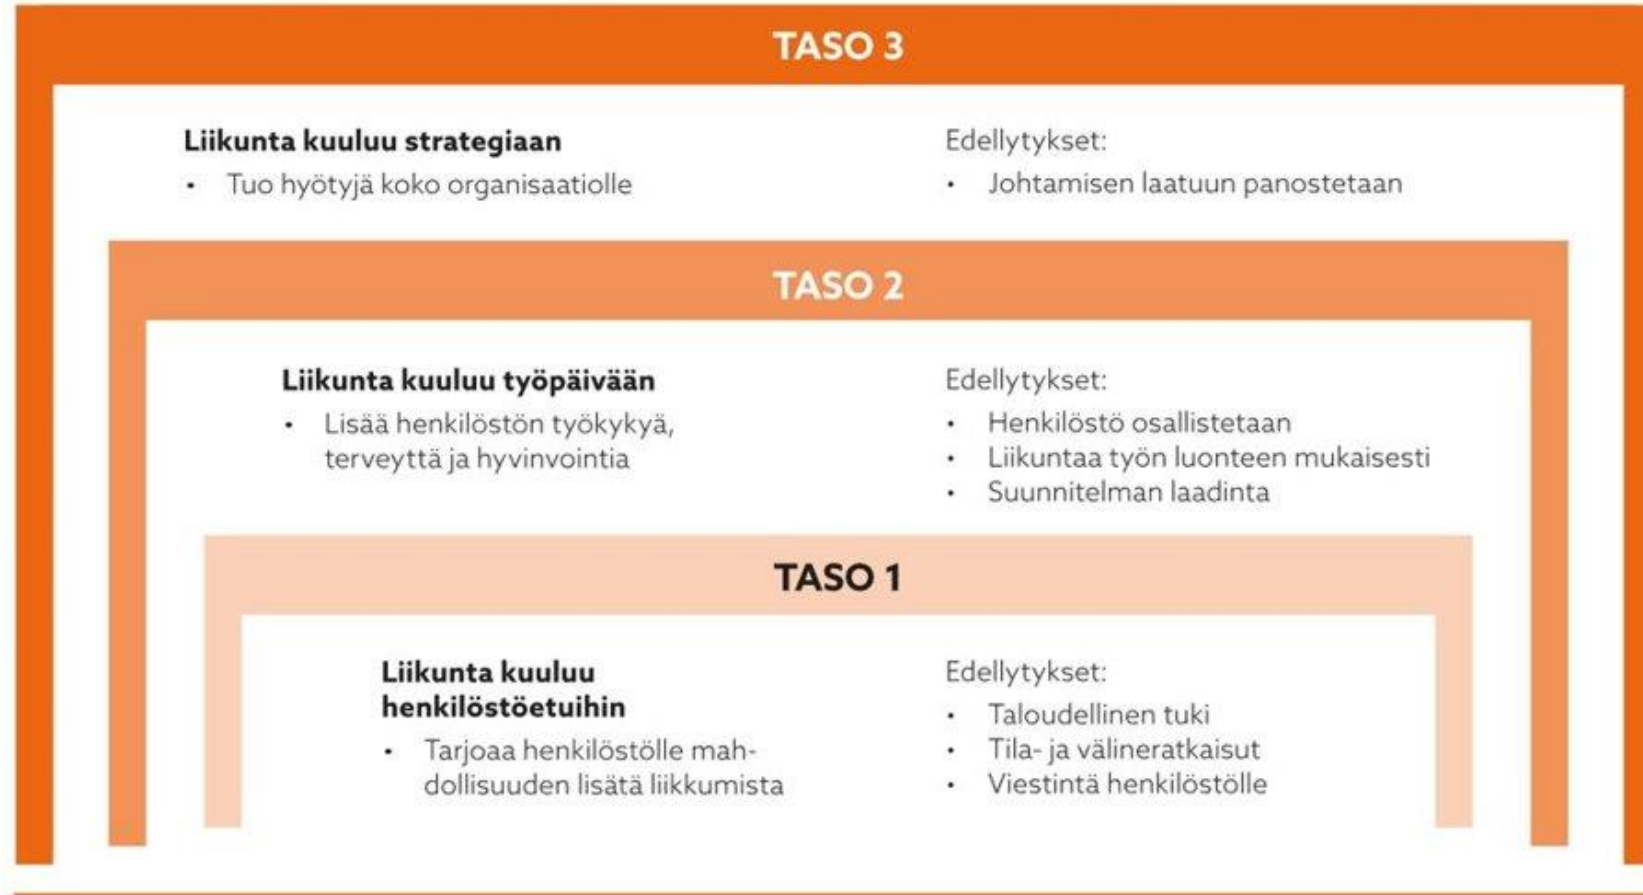 TASO 3
Liikunta kuuluu strategiaan
• Tuo hyötyjä koko organisaatiolle
Edellytykset:
• Johtamisen laatuun panostetaan
TASO 2
Liikunta kuuluu työpäivään
• Lisää henkilöstön työkykyä,
terveyttä ja hyvinvointia
Edellytykset:
• Henkilöstö osallistetaan
• Liikuntaa työn luonteen mukaisesti
• Suunnitelman laadinta
TASO 1
Liikunta kuuluu
henkilöstöetuihin
• Tarjoaa henkilöstölle mah-
dollisuuden lisätä liikkumista
Edellytykset:
• Taloudellinen tuki
• Tila- ja välineratkaisut
• Viestintä henkilöstölle